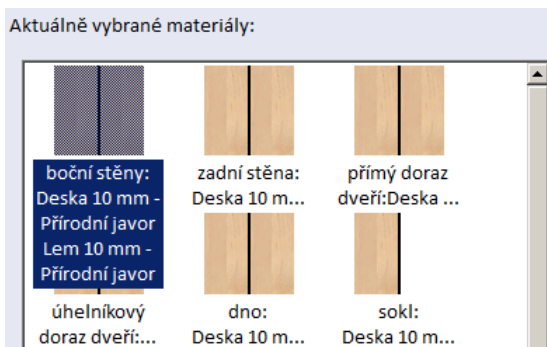 Aktuálně vybrané materiály:
boční stěny:
Deska 10 mm -
Přírodní javor
Lem 10 mm -
Přírodní javor
zadní stěna:
Deska 10 m...
přímý doraz
dveří:Deska ...
úhelníkový
doraz dveří:...
dno:
Deska 10 m...
sokl:
Deska 10 m...